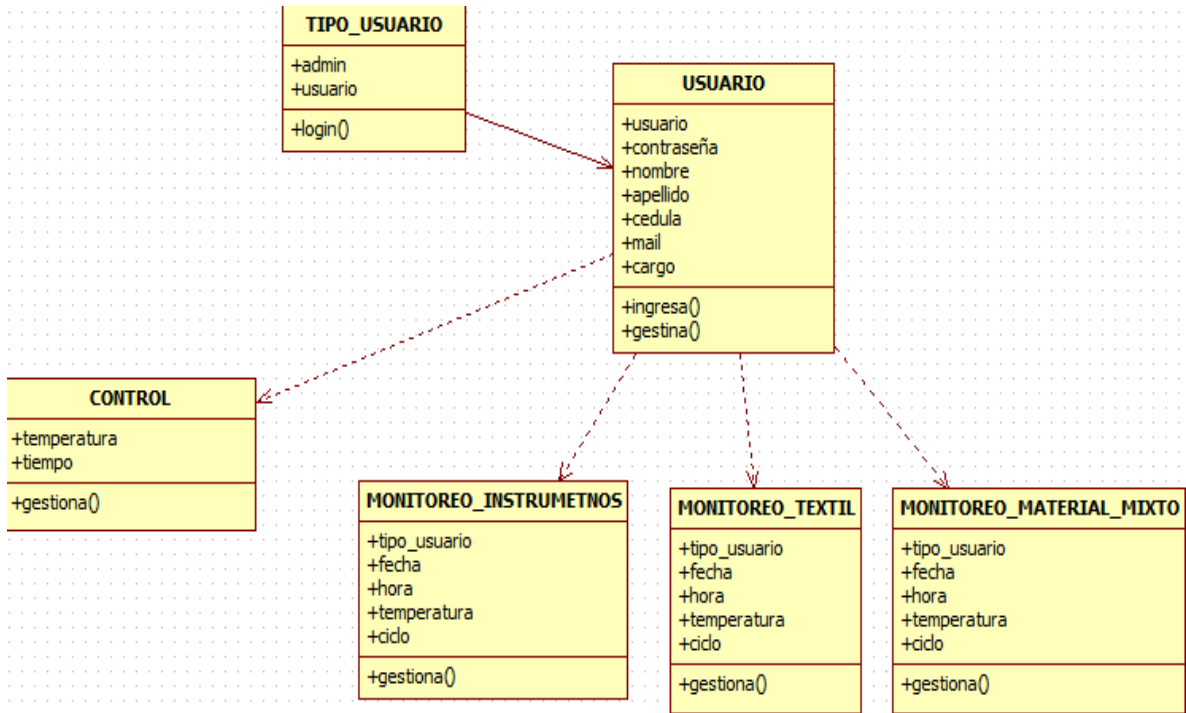 TIPO_USUARIO
+admin
+usuario
+login()
USUARIO
+usuario
+contraseña
+nombre
+apellido
+cedula
+mail
+cargo
+ingresa()
+gestina()
CONTROL
+temperatura
+tiempo
+gestiona()
MONITOREO_INSTRUMETNOS
+tipo_usuario
+fecha
+hora
+temperatura
+ciclo
+gestiona()
MONITOREO_TEXTIL
+tipo_usuario
+fecha
+hora
+temperatura
+ciclo
+gestiona()
MONITOREO_MATERIAL_MIXTO
+tipo_usuario
+fecha
+hora
+temperatura
+ciclo
+gestiona()